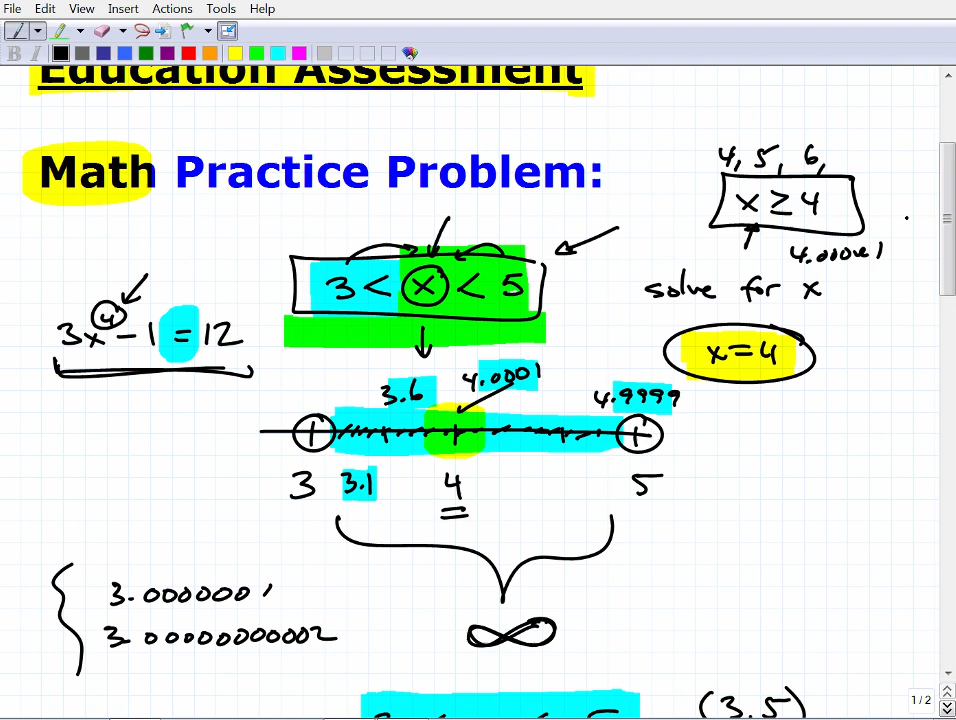 File Edit View Insert Actions Tools Help
B I
Education Assessment
Math Practice Problem:
4, 5, 6,
x ≥ 4
4.00001
3 < x < 5
solve for x
3x - 1 = 12
4
x = 4
3.6 4.0001 4.9999
3 3.1 4 5
3.0000001
3.00000000002
∞
(3.5)
1 / 2